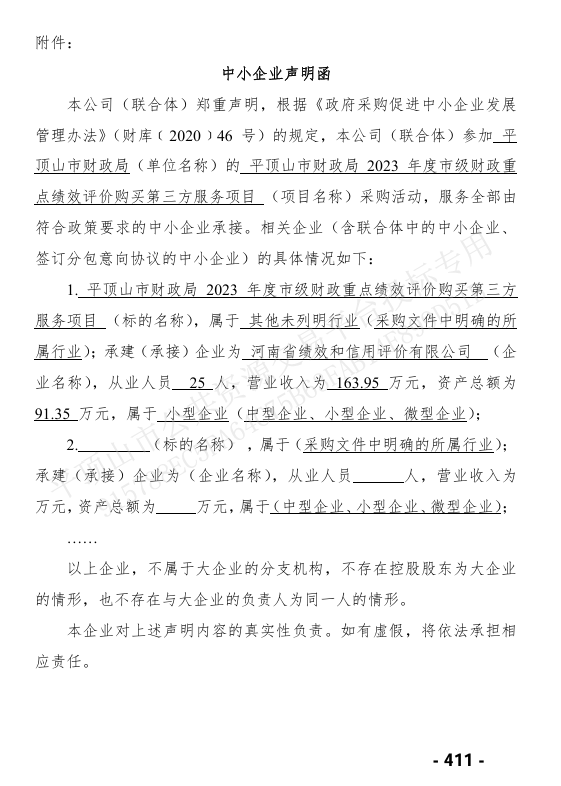 附件：
中小企业声明函
本公司（联合体）郑重声明，根据《政府采购促进中小企业发展
管理办法》（财库﹝2020﹞46 号）的规定，本公司（联合体）参加 平
顶山市财政局（单位名称）的 平顶山市财政局 2023 年度市级财政重
点绩效评价购买第三方服务项目 （项目名称）采购活动，服务全部由
符合政策要求的中小企业承接。相关企业（含联合体中的中小企业、
签订分包意向协议的中小企业）的具体情况如下：
1. 平顶山市财政局 2023 年度市级财政重点绩效评价购买第三方
服务项目 （标的名称），属于 其他未列明行业（采购文件中明确的所
属行业）；承建（承接）企业为 河南省绩效和信用评价有限公司 （企
业名称），从业人员 25 人，营业收入为 163.95 万元，资产总额为
91.35 万元，属于 小型企业（中型企业、小型企业、微型企业）；
2.________（标的名称） ，属于（采购文件中明确的所属行业）；
承建（承接）企业为（企业名称），从业人员______人，营业收入为
万元，资产总额为_____万元，属于（中型企业、小型企业、微型企业）；
……
以上企业，不属于大企业的分支机构，不存在控股股东为大企业
的情形，也不存在与大企业的负责人为同一人的情形。
本企业对上述声明内容的真实性负责。如有虚假，将依法承担相
应责任。
- 411 -